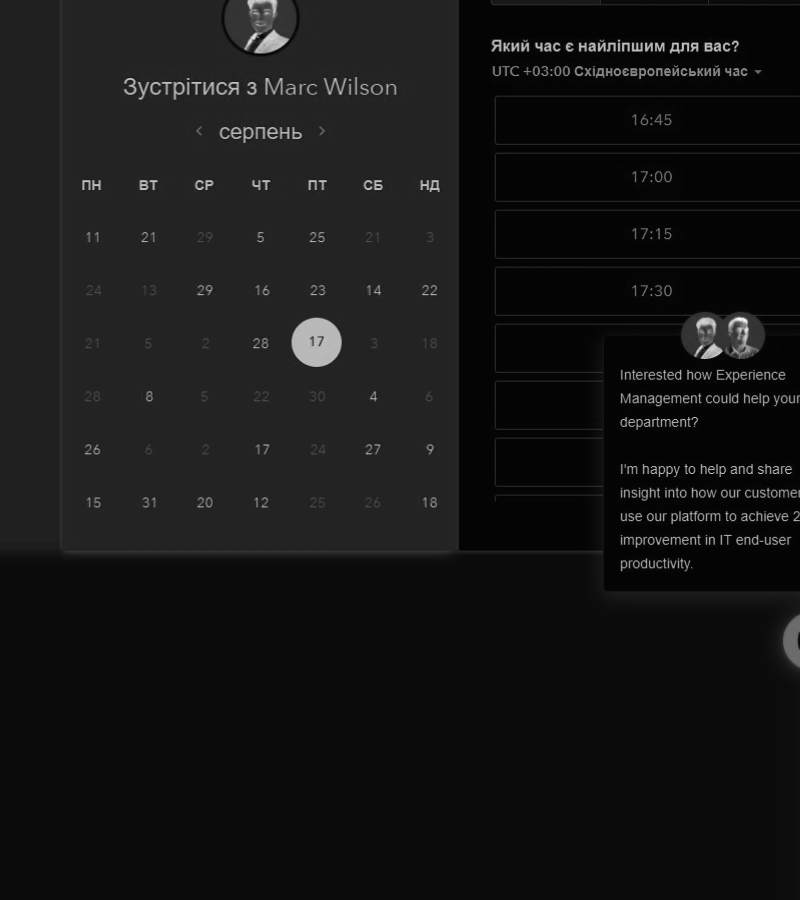 Зустрітися з Marc Wilson
серпень
ПН ВТ СР ЧТ ПТ СБ НД
11 21 29 5 25 21 3
24 13 29 16 23 14 22
21 5 2 28 17 3 18
28 8 5 22 30 4 6
26 6 2 17 24 27 9
15 31 20 12 25 26 18
Який час є найліпшим для вас?
UTC +03:00 Східноєвропейський час
16:45
17:00
17:15
17:30
Interested how Experience
Management could help your
department?
I'm happy to help and share
insight into how our customer
use our platform to achieve 2
improvement in IT end-user
productivity.